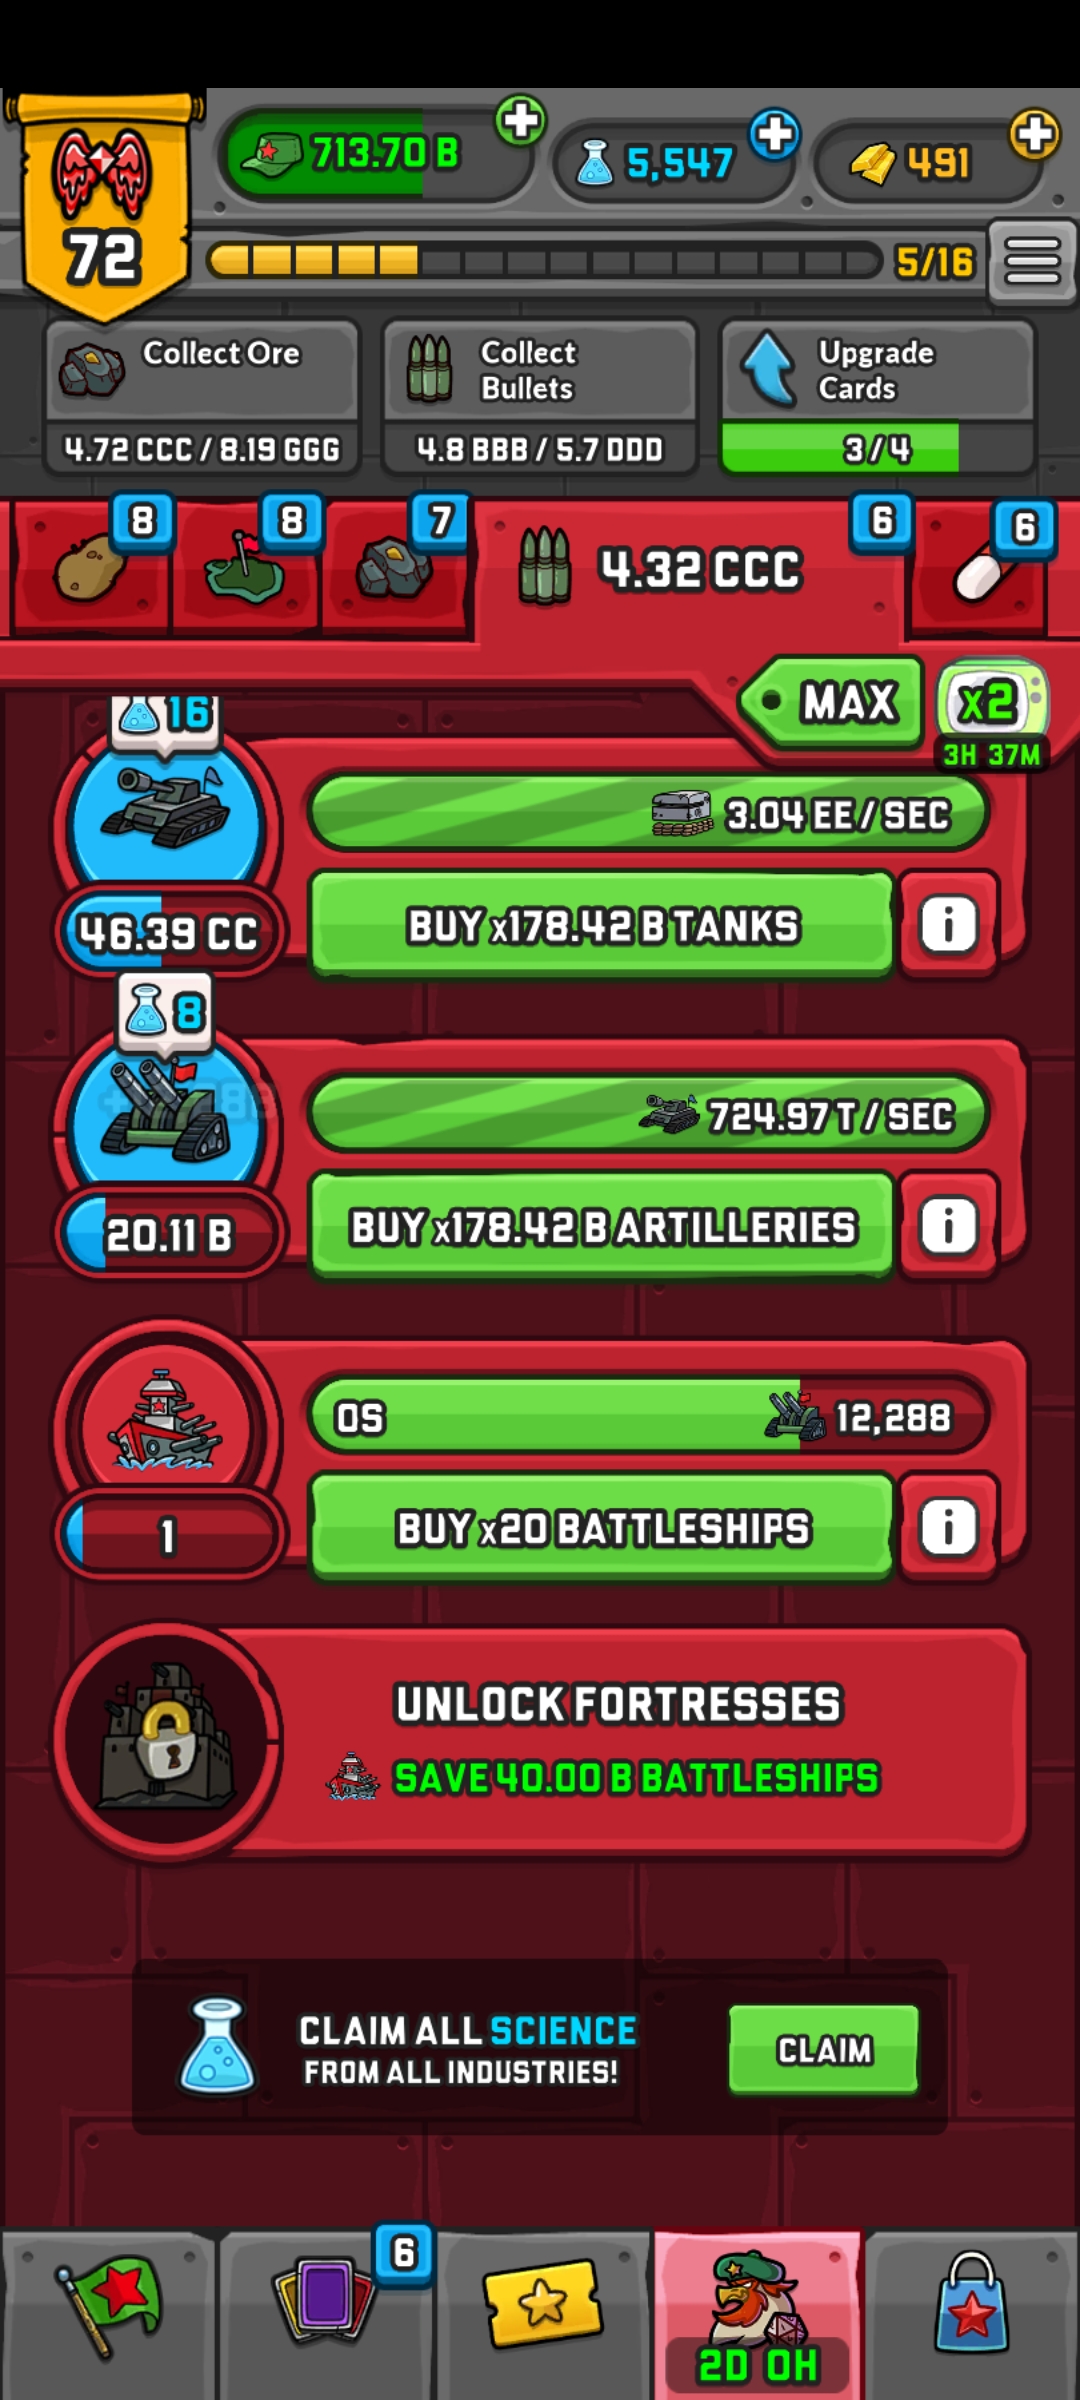 713.70 B
5,547
491
72
5/16
Collect Ore
4.72 CCC / 8.19 GGG
Collect
Bullets
4.8 BBB / 5.7 DDD
Upgrade
Cards
3/4
8
8
7
4.32 CCC
6
6
MAX
x2
3H 37M
16
3.04 EE / SEC
46.39 CC
BUY x178.42 B TANKS
i
8
724.97 T / SEC
20.11 B
BUY x178.42 B ARTILLERIES
i
0S
12,288
1
BUY x20 BATTLESHIPS
i
UNLOCK FORTRESSES
SAVE 40.00 B BATTLESHIPS
CLAIM ALL SCIENCE
FROM ALL INDUSTRIES!
CLAIM
6
2D 0H